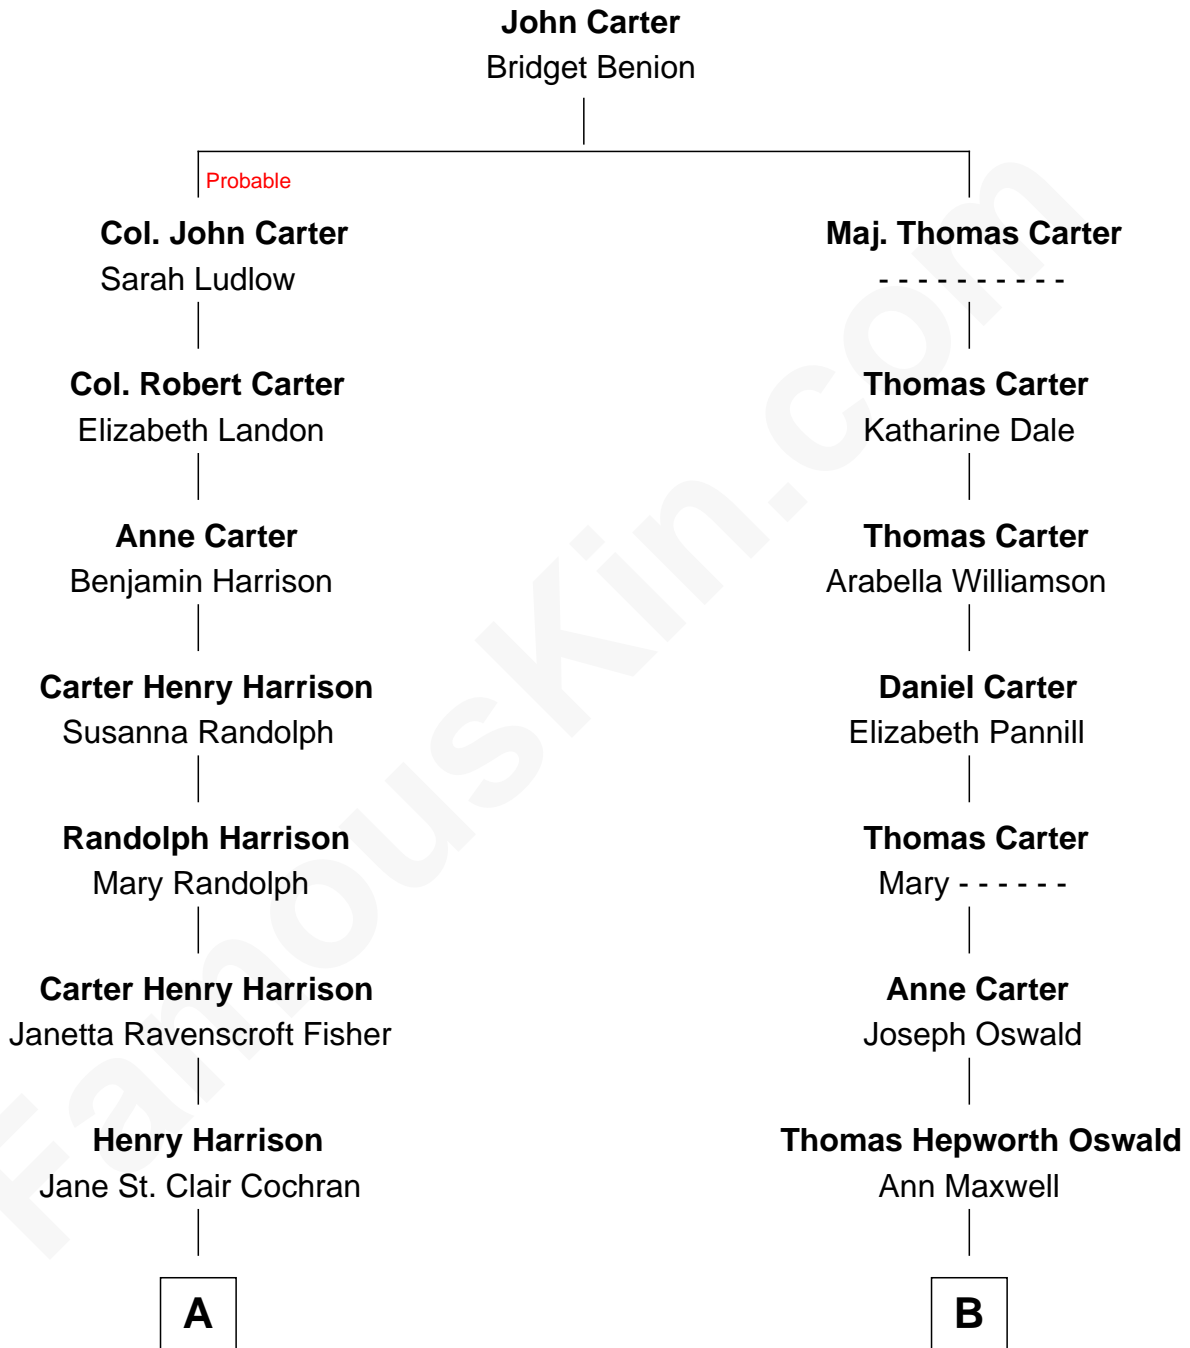 John Carter
Bridget Benion
Probable
Col. John Carter
Sarah Ludlow
Maj. Thomas Carter
- - - - - - - - - -
Col. Robert Carter
Elizabeth Landon
Thomas Carter
Katharine Dale
Anne Carter
Benjamin Harrison
Thomas Carter
Arabella Williamson
Carter Henry Harrison
Susanna Randolph
Daniel Carter
Elizabeth Pannill
Randolph Harrison
Mary Randolph
Thomas Carter
Mary - - - - - -
Carter Henry Harrison
Janetta Ravenscroft Fisher
Anne Carter
Joseph Oswald
Henry Harrison
Jane St. Clair Cochran
Thomas Hepworth Oswald
Ann Maxwell
A
B
FamousKin.com